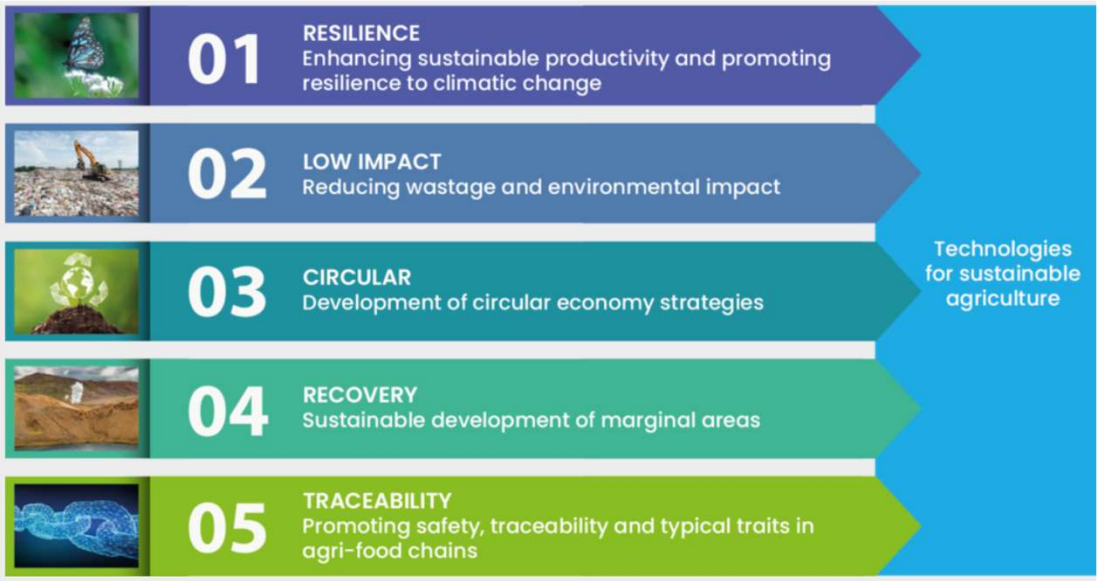 01
RESILIENCE
Enhancing sustainable productivity and promoting
resilience to climatic change
02
LOW IMPACT
Reducing wastage and environmental impact
03
CIRCULAR
Development of circular economy strategies
04
RECOVERY
Sustainable development of marginal areas
05
TRACEABILITY
Promoting safety, traceability and typical traits in
agri-food chains
Technologies
for sustainable
agriculture